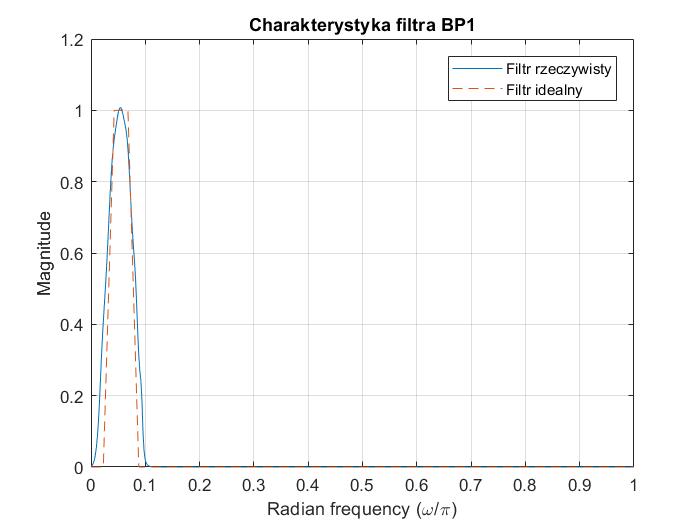 Charakterystyka filtra BP1
1.2
1
0.8
0.6
0.4
0.2
0
Magnitude
Filtr rzeczywisty
Filtr idealny
0 0.1 0.2 0.3 0.4 0.5 0.6 0.7 0.8 0.9 1
Radian frequency (ω/π)